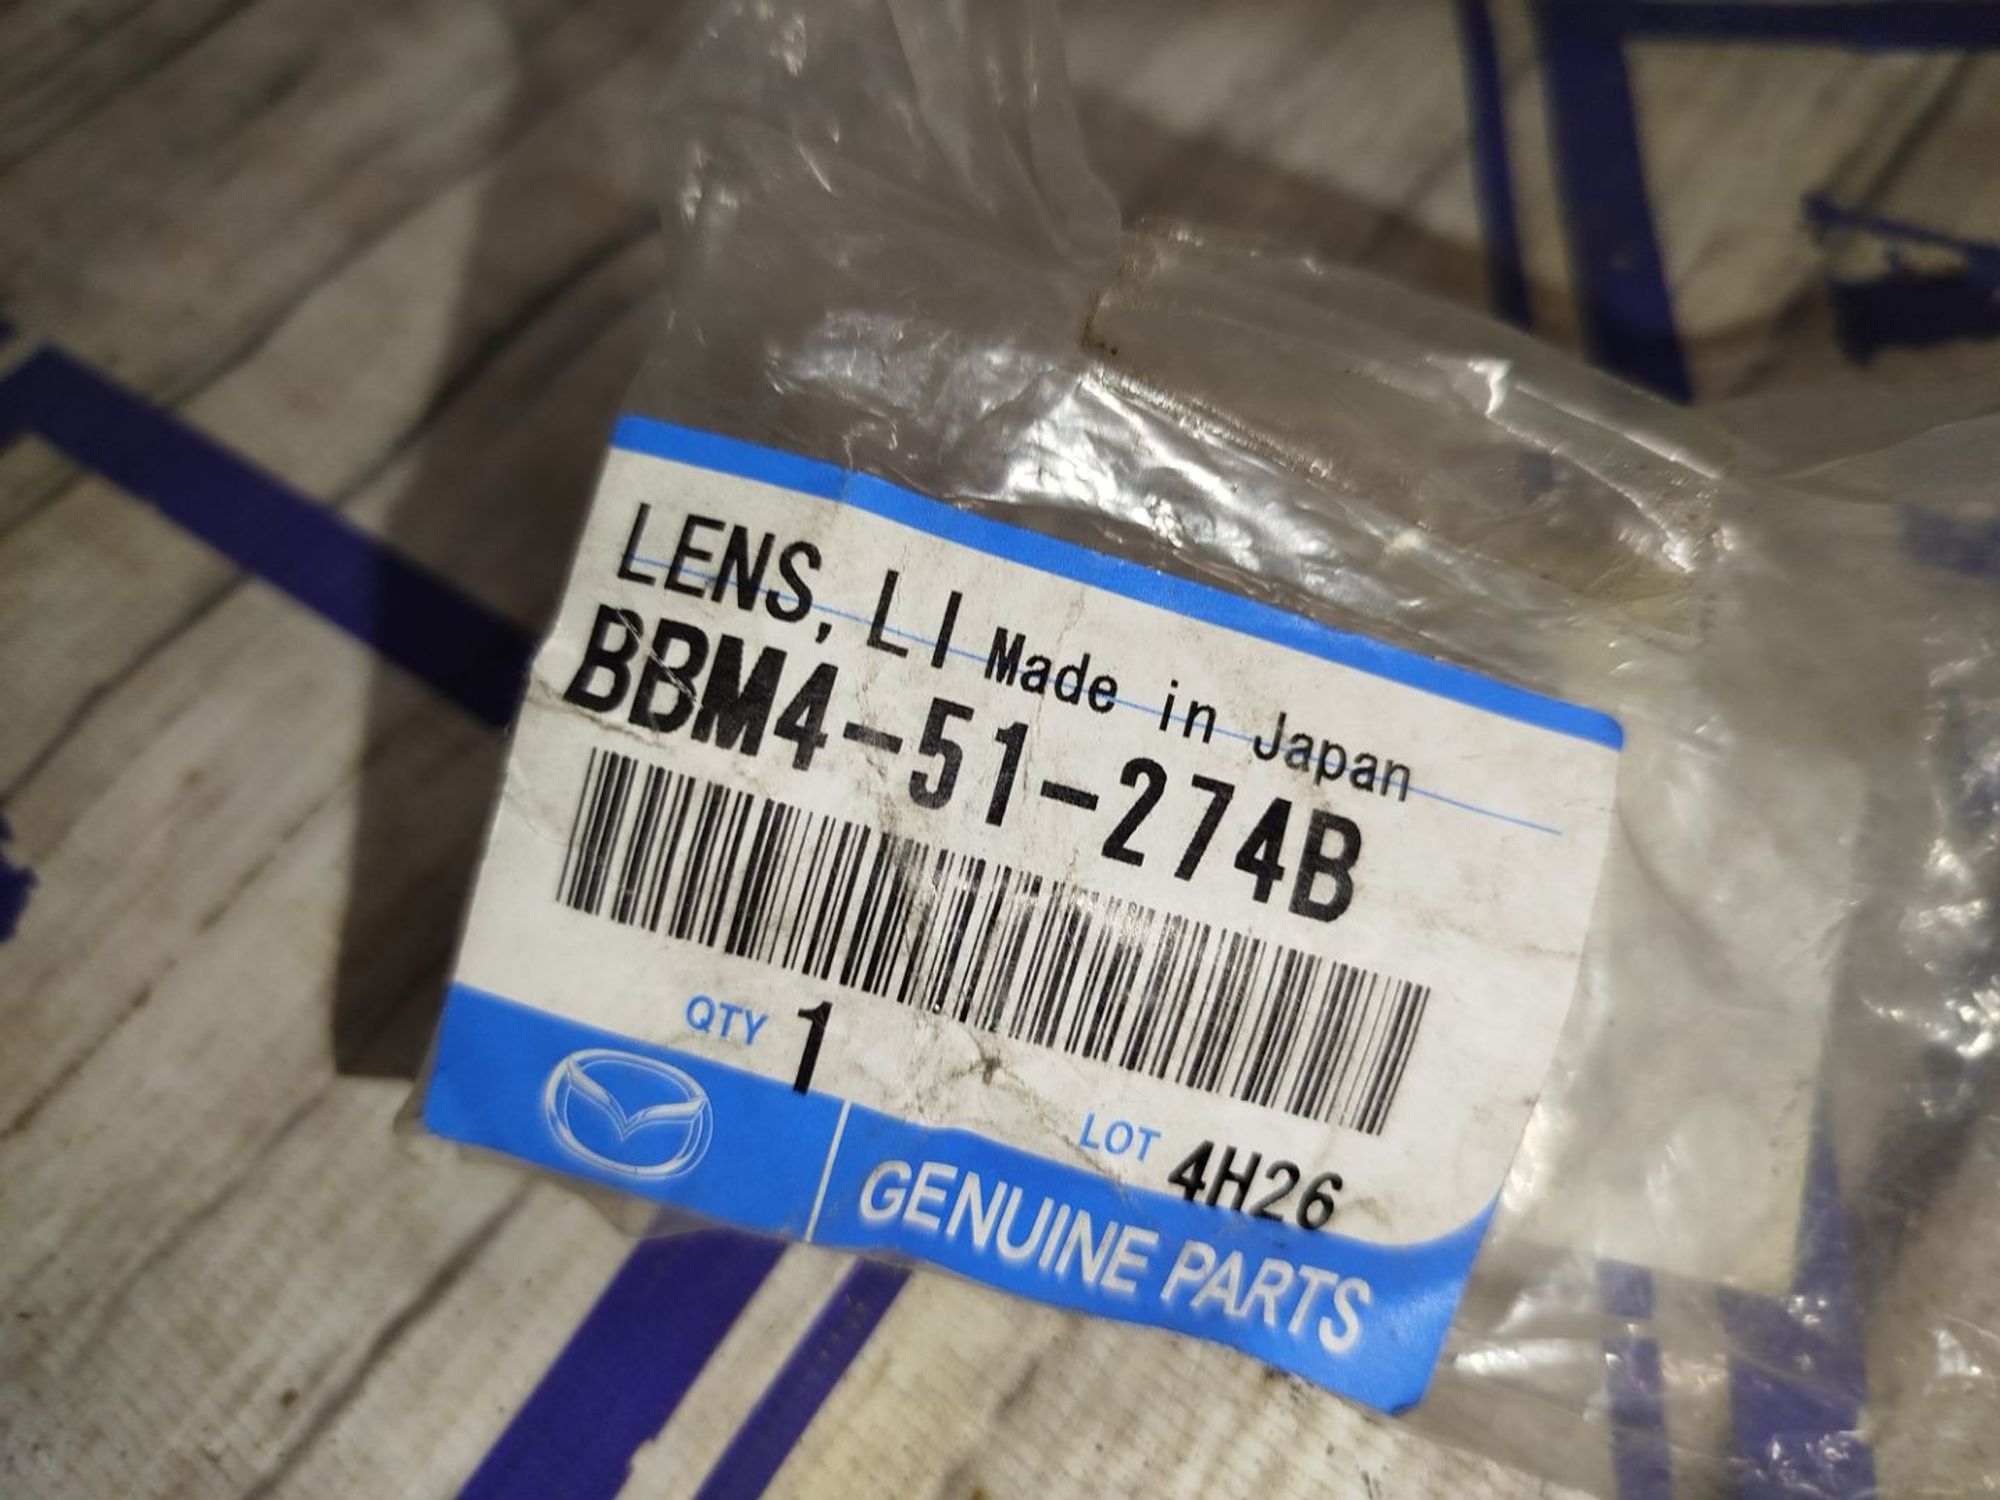 LENS, LI Made in Japan
BBM4-51-274B
QTY 1
LOT 4H26
GENUINE PARTS